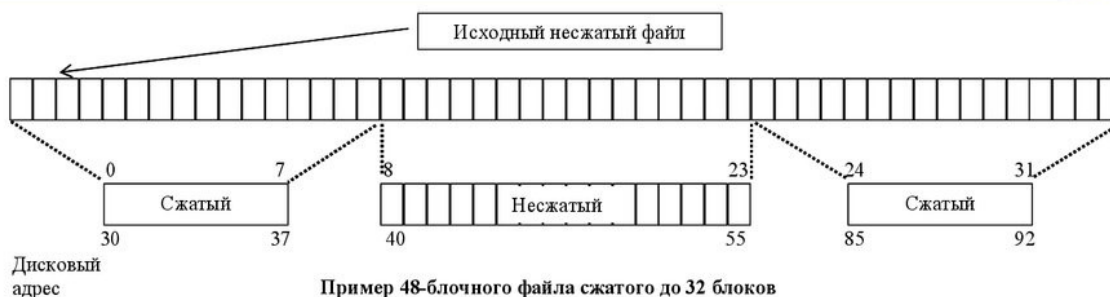 Исходный несжатый файл
0 7 8 23 24 31
Сжатый Несжатый Сжатый
30 37 40 55 85 92
Дисковый
адрес
Пример 48-блочного файла сжатого до 32 блоков